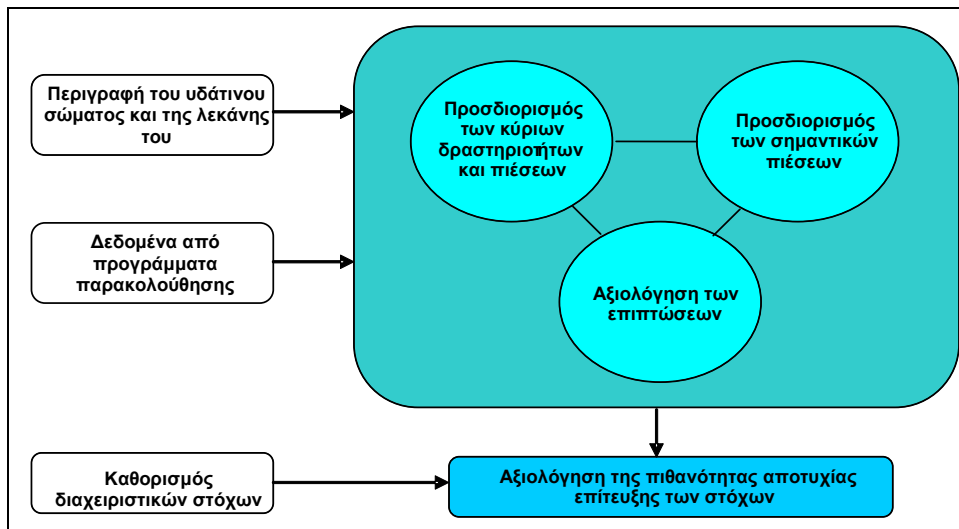 Περιγραφή του υδάτινου
σώματος και της λεκάνης
του
Προσδιορισμός
των κύριων
δραστηριοτήτων
και πιέσεων
Προσδιορισμός
των σημαντικών
πιέσεων
Δεδομένα από
προγράμματα
παρακολούθησης
Αξιολόγηση των
επιπτώσεων
Καθορισμός
διαχειριστικών στόχων
Αξιολόγηση της πιθανότητας αποτυχίας
επίτευξης των στόχων